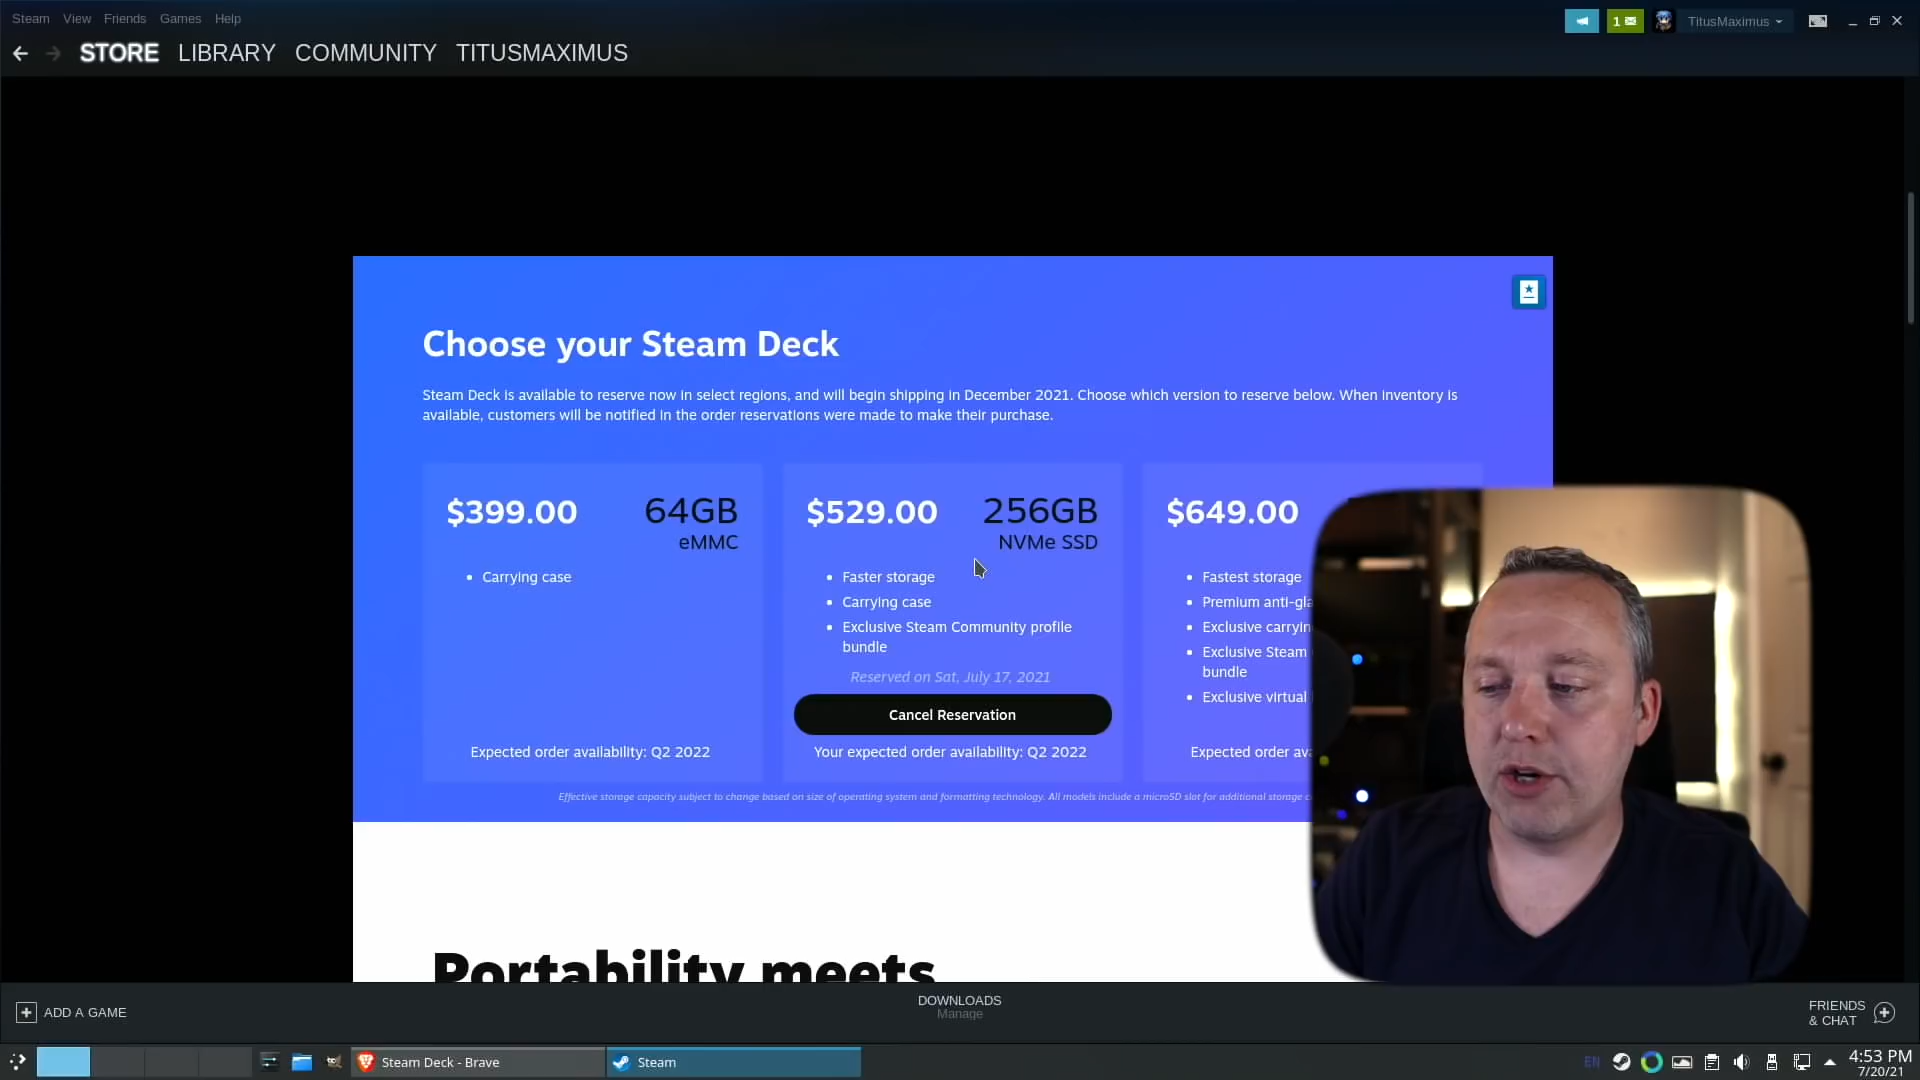 Steam View Friends Games Help
1
TitusMaximus
STORE LIBRARY COMMUNITY TITUSMAXIMUS
Choose your Steam Deck
Steam Deck is available to reserve now in select regions, and will begin shipping in December 2021. Choose which version to reserve below. When inventory is
available, customers will be notified in the order reservations were made to make their purchase.
$399.00 64GB
eMMC
Carrying case
Expected order availability: Q2 2022
$529.00 256GB
NVMe SSD
Faster storage
Carrying case
Exclusive Steam Community profile
bundle
Reserved on Sat, July 17, 2021
Cancel Reservation
Your expected order availability: Q2 2022
$649.00
Fastest storage
Premium
Exclusive
Exclusive Steam
bundle
Exclusive virtual
Expected order
Effective storage capacity subject to change based on size of operating system and formatting technology. All models include a microSD slot for additional storage
Portability meets
ADD A GAME
DOWNLOADS
Manage
FRIENDS
& CHAT
Steam Deck - Brave
Steam
EN
4:53 PM
7/20/21